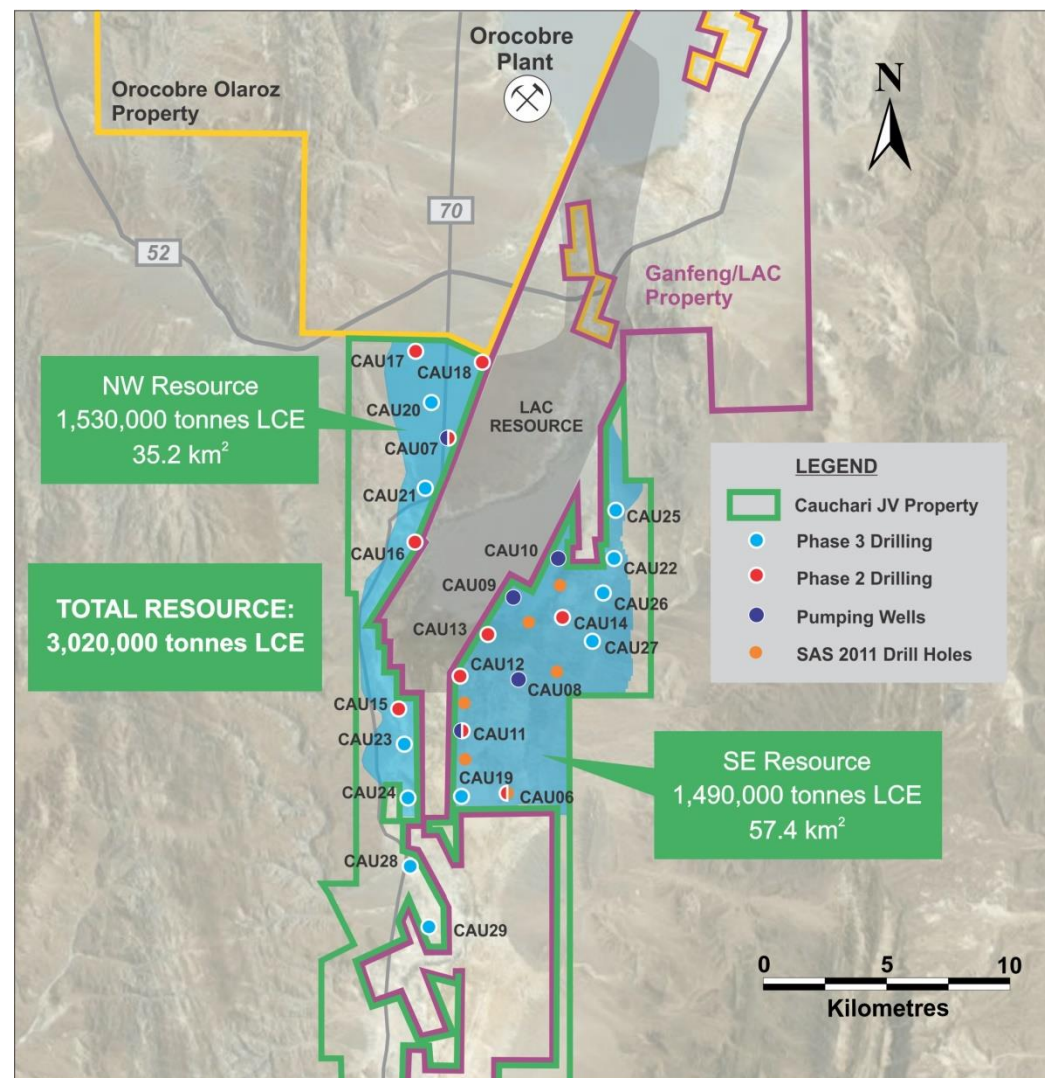 Orocobre
Plant
Orocobre Olaroz
Property
N
70
52
Ganfeng/LAC
Property
NW Resource
1,530,000 tonnes LCE
35.2 km²
CAU17
CAU18
CAU20
CAU07
LAC
RESOURCE
CAU21
CAU16
CAU25
CAU10
CAU22
CAU09
CAU26
CAU14
CAU13
CAU27
CAU12
CAU08
TOTAL RESOURCE:
3,020,000 tonnes LCE
LEGEND
Cauchari JV Property
Phase 3 Drilling
Phase 2 Drilling
Pumping Wells
SAS 2011 Drill Holes
CAU15
CAU11
CAU23
CAU19
CAU24
CAU06
SE Resource
1,490,000 tonnes LCE
57.4 km²
CAU28
CAU29
0 5 10
Kilometres